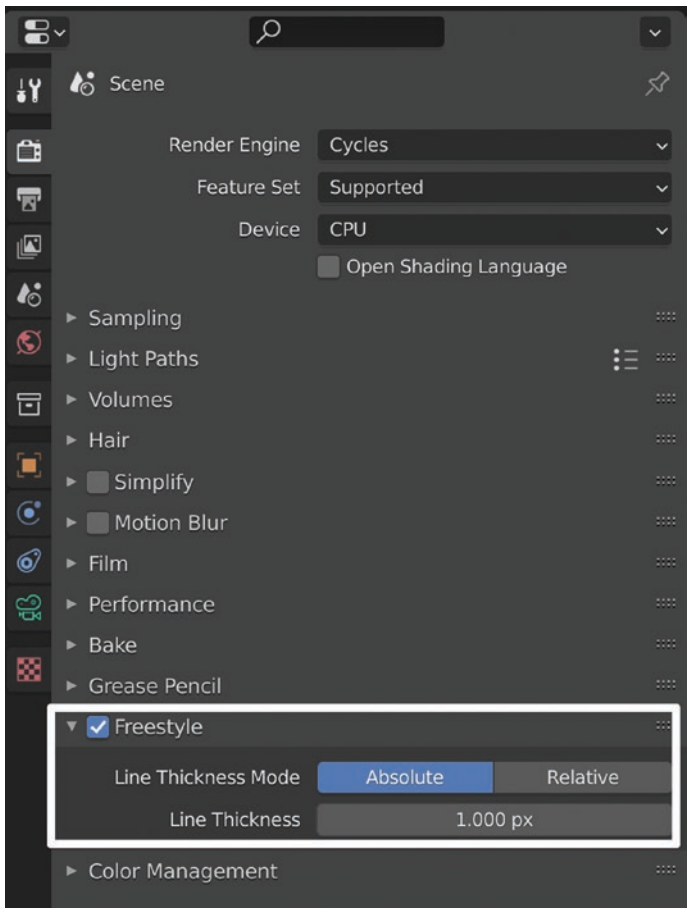 Scene
Render Engine Cycles
Feature Set Supported
Device CPU
Open Shading Language
Sampling
Light Paths
Volumes
Hair
Simplify
Motion Blur
Film
Performance
Bake
Grease Pencil
Freestyle
Line Thickness Mode Absolute Relative
Line Thickness 1.000 px
Color Management